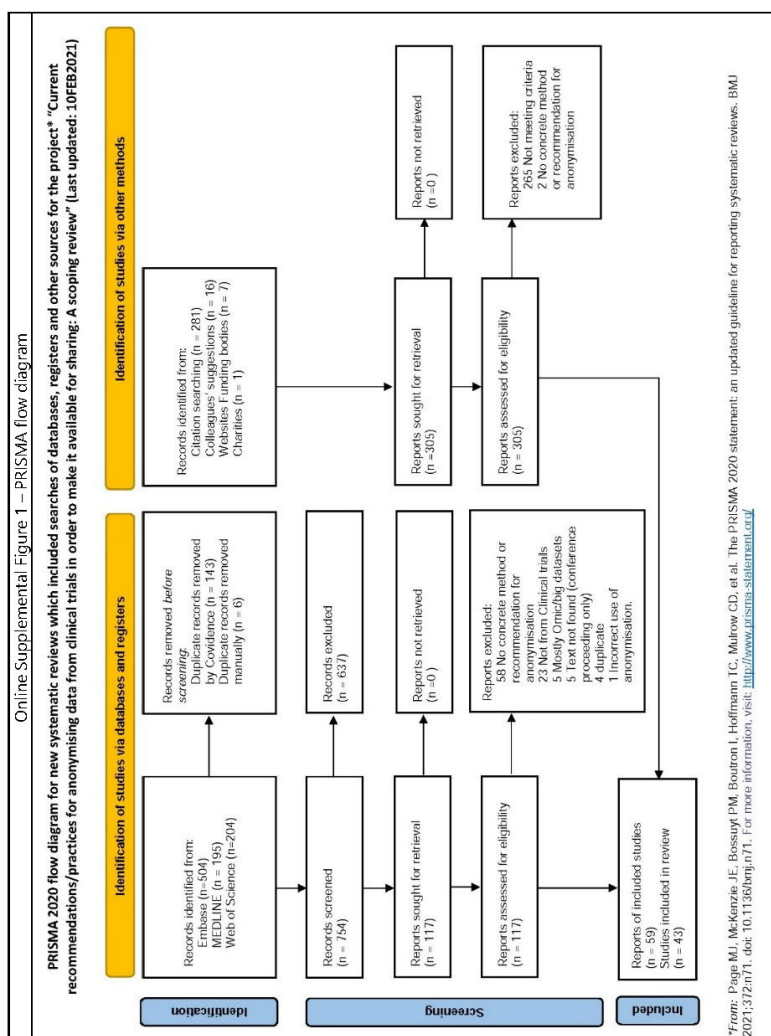 Online Supplemental Figure 1 – PRISMA flow diagram
PRISMA 2020 flow diagram for new systematic reviews which included searches of databases, registers and other sources for the project* "Current
recommendations/practices for anonymising data from clinical trials in order to make it available for sharing: A scoping review" (Last updated: 10FEB2021)
Identification of studies via databases and registers
Identification of studies via other methods
Identification
Records identified from:
Embase (n=504)
MEDLINE (n = 195)
Web of Science (n=204)
Records removed before
screening:
Duplicate records removed
by Covidence (n = 143)
Duplicate records removed
manually (n = 6)
Records identified from:
Citation searching (n = 281)
Colleagues' suggestions (n = 16)
Websites Funding bodies (n = 7)
Charities (n = 1)
Screening
Records screened
(n = 754)
Records excluded
(n = 637)
Reports sought for retrieval
(n = 117)
Reports not retrieved
(n =0 )
Reports sought for retrieval
(n =305)
Reports not retrieved
(n =0 )
Reports assessed for eligibility
(n = 117)
Reports excluded:
58 No concrete method or
recommendation for
anonymisation
23 Not from Clinical trials
5 Mostly Omic/big datasets
5 Text not found (conference
proceeding only)
4 duplicate
1 Incorrect use of
anonymisation.
Reports assessed for eligibility
(n = 305)
Reports excluded:
265 Not meeting criteria
2 No concrete method
or recommendation for
anonymisation
Included
Reports of included studies
(n = 59)
Studies included in review
(n = 43)
*From: Page MJ, McKenzie JE, Bossuyt PM, Boutron I, Hoffmann TC, Mulrow CD, et al. The PRISMA 2020 statement: an updated guideline for reporting systematic reviews. BMJ
2021;372:n71. doi: 10.1136/bmj.n71. For more information, visit: http://www.prisma-statement.org/